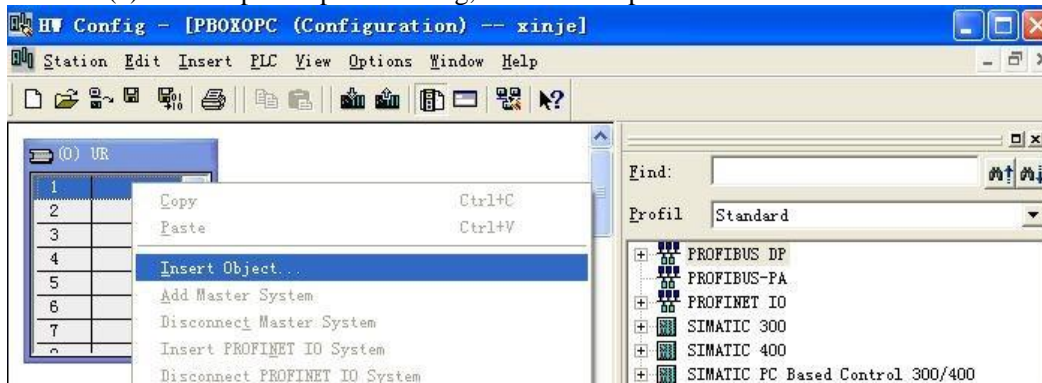 HW Config - [PBOXOPC (Configuration) -- xinje]
Station Edit Insert PLC View Options Window Help
(0) UR
1
2
3
4
5
6
7
Copy Ctrl+C
Paste Ctrl+V
Insert Object...
Add Master System
Disconnect Master System
Insert PROFINET IO System
Disconnect PROFINET IO System
Find:
Profil Standard
PROFIBUS DP
PROFIBUS-PA
PROFINET IO
SIMATIC 300
SIMATIC 400
SIMATIC PC Based Control 300/400